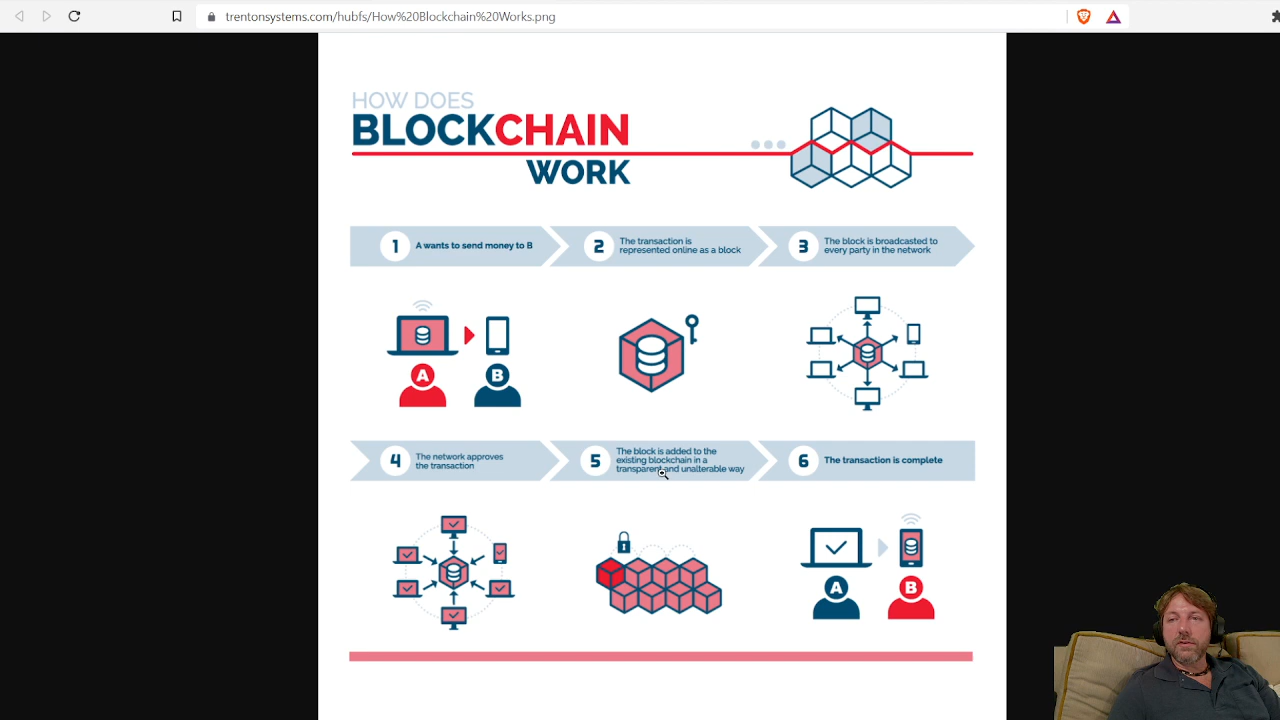 trentonsystems.com/hubfs/How%20Blockchain%20Works.png
HOW DOES
BLOCKCHAIN
WORK
1 A wants to send money to B
2 The transaction is
represented online as a block
3 The block is broadcasted to
every party in the network
A B
4 The network approves
the transaction
5 The block is added to the
existing blockchain in a
transparent and unalterable way
6 The transaction is complete
A B